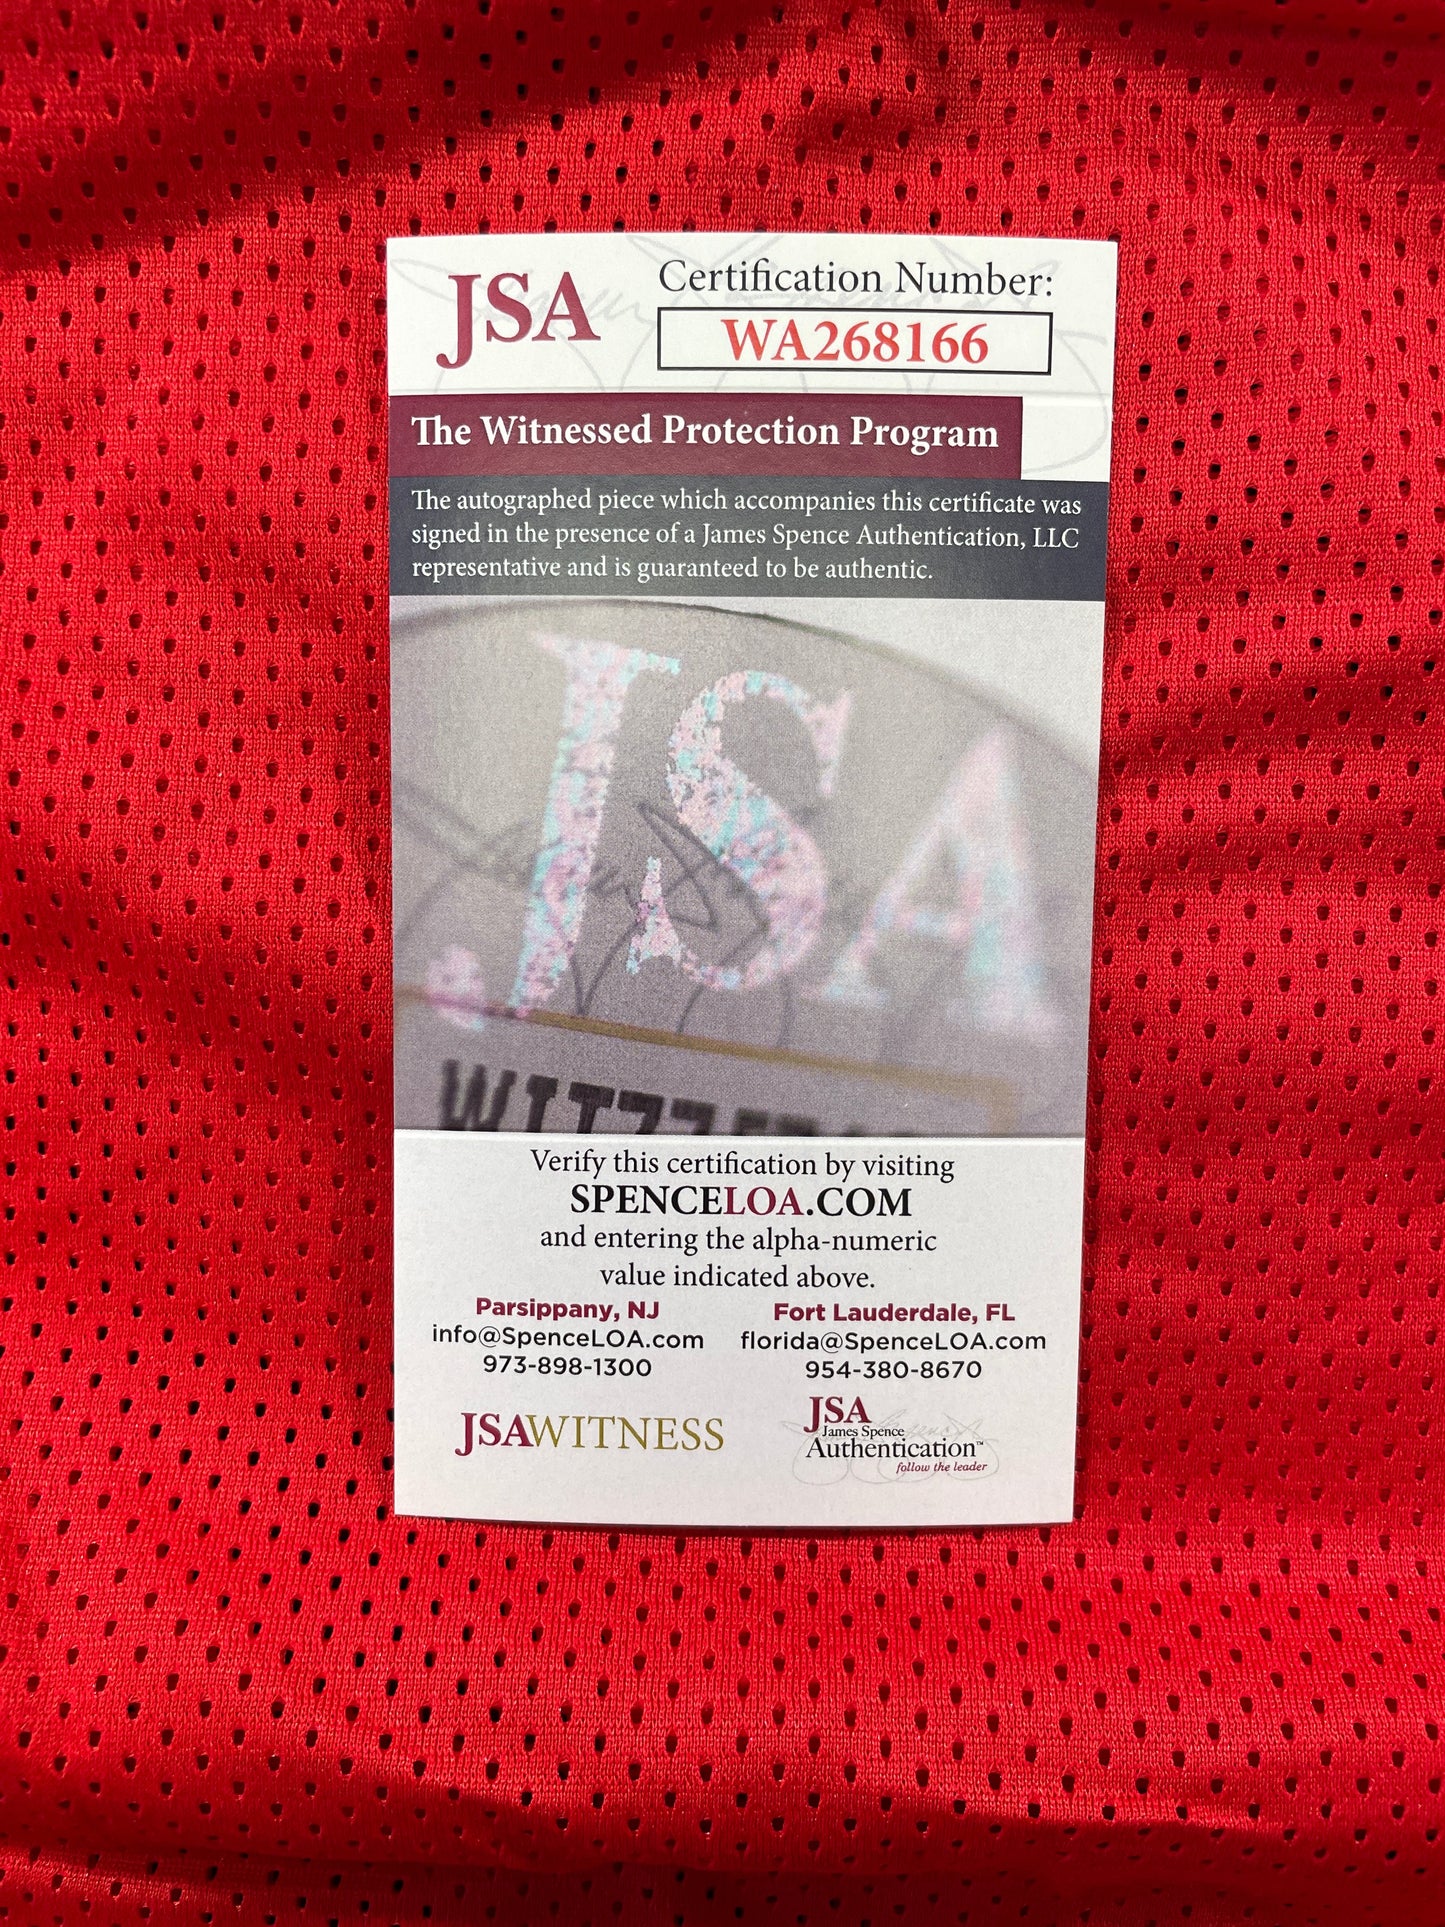 JSA
Certification Number:
WA268166
The Witnessed Protection Program
The autographed piece which accompanies this certificate was
signed in the presence of a James Spence Authentication, LLC
representative and is guaranteed to be authentic.
JSA
Verify this certification by visiting
SPENCELOA.COM
and entering the alpha-numeric
value indicated above.
Parsippany, NJ
info@SpenceLOA.com
973-898-1300
Fort Lauderdale, FL
florida@SpenceLOA.com
954-380-8670
JSAWITNESS
JSA
James Spence
Authentication™
follow the leader